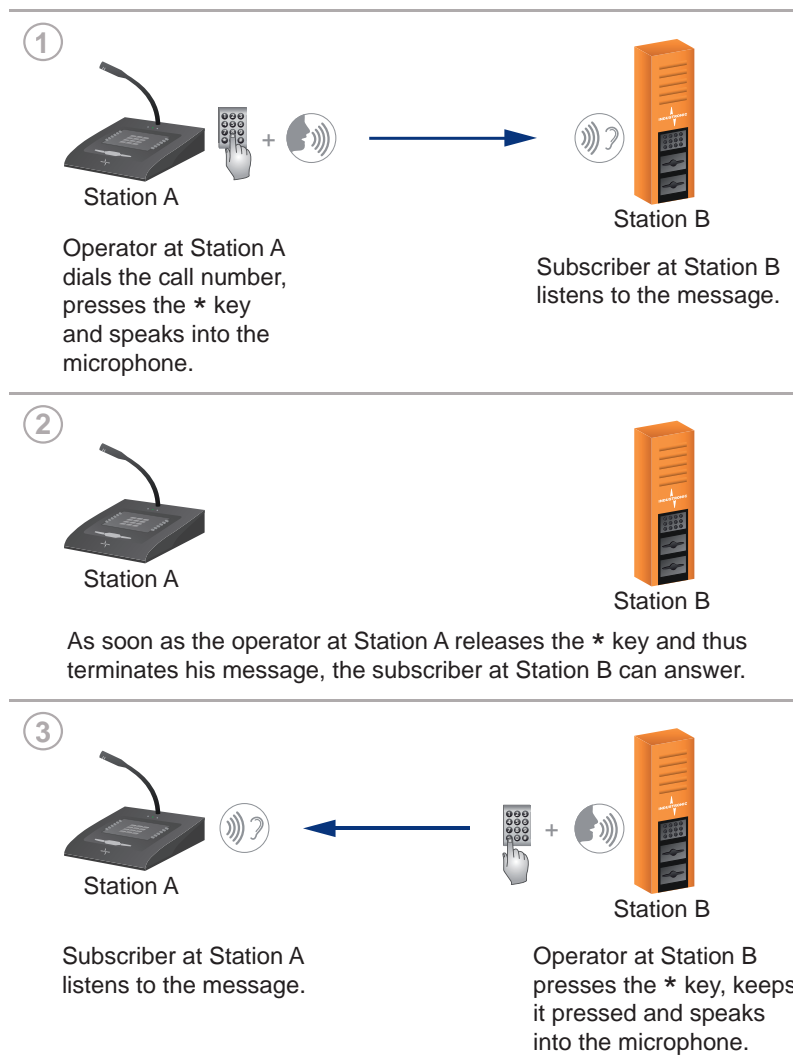 1
Station A
Station B
Operator at Station A
dials the call number,
presses the * key
and speaks into the
microphone.
+
INDUSTRONIC
Subscriber at Station B
listens to the message.
2
INDUSTRONIC
Station A
Station B
As soon as the operator at Station A releases the * key and thus
terminates his message, the subscriber at Station B can answer.
3
+
INDUSTRONIC
Station A
Station B
Subscriber at Station A
listens to the message.
Operator at Station B
presses the * key, keeps
it pressed and speaks
into the microphone.